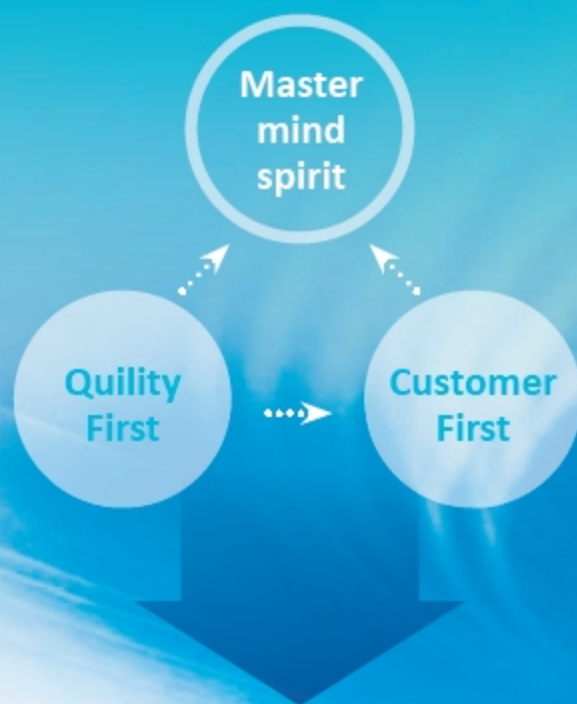 Master
mind
spirit
Quility
First
Customer
First